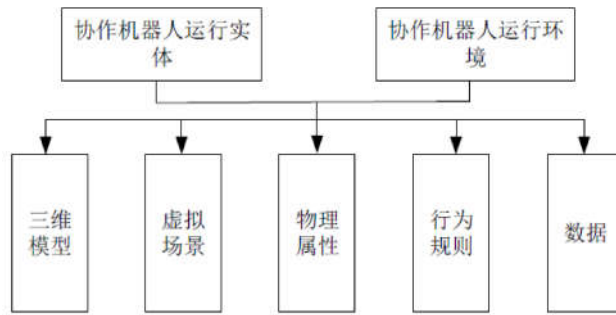 协作机器人运行实
体
协作机器人运行环
境
三维
模型
虚拟
场景
物理
属性
行为
规则
数据